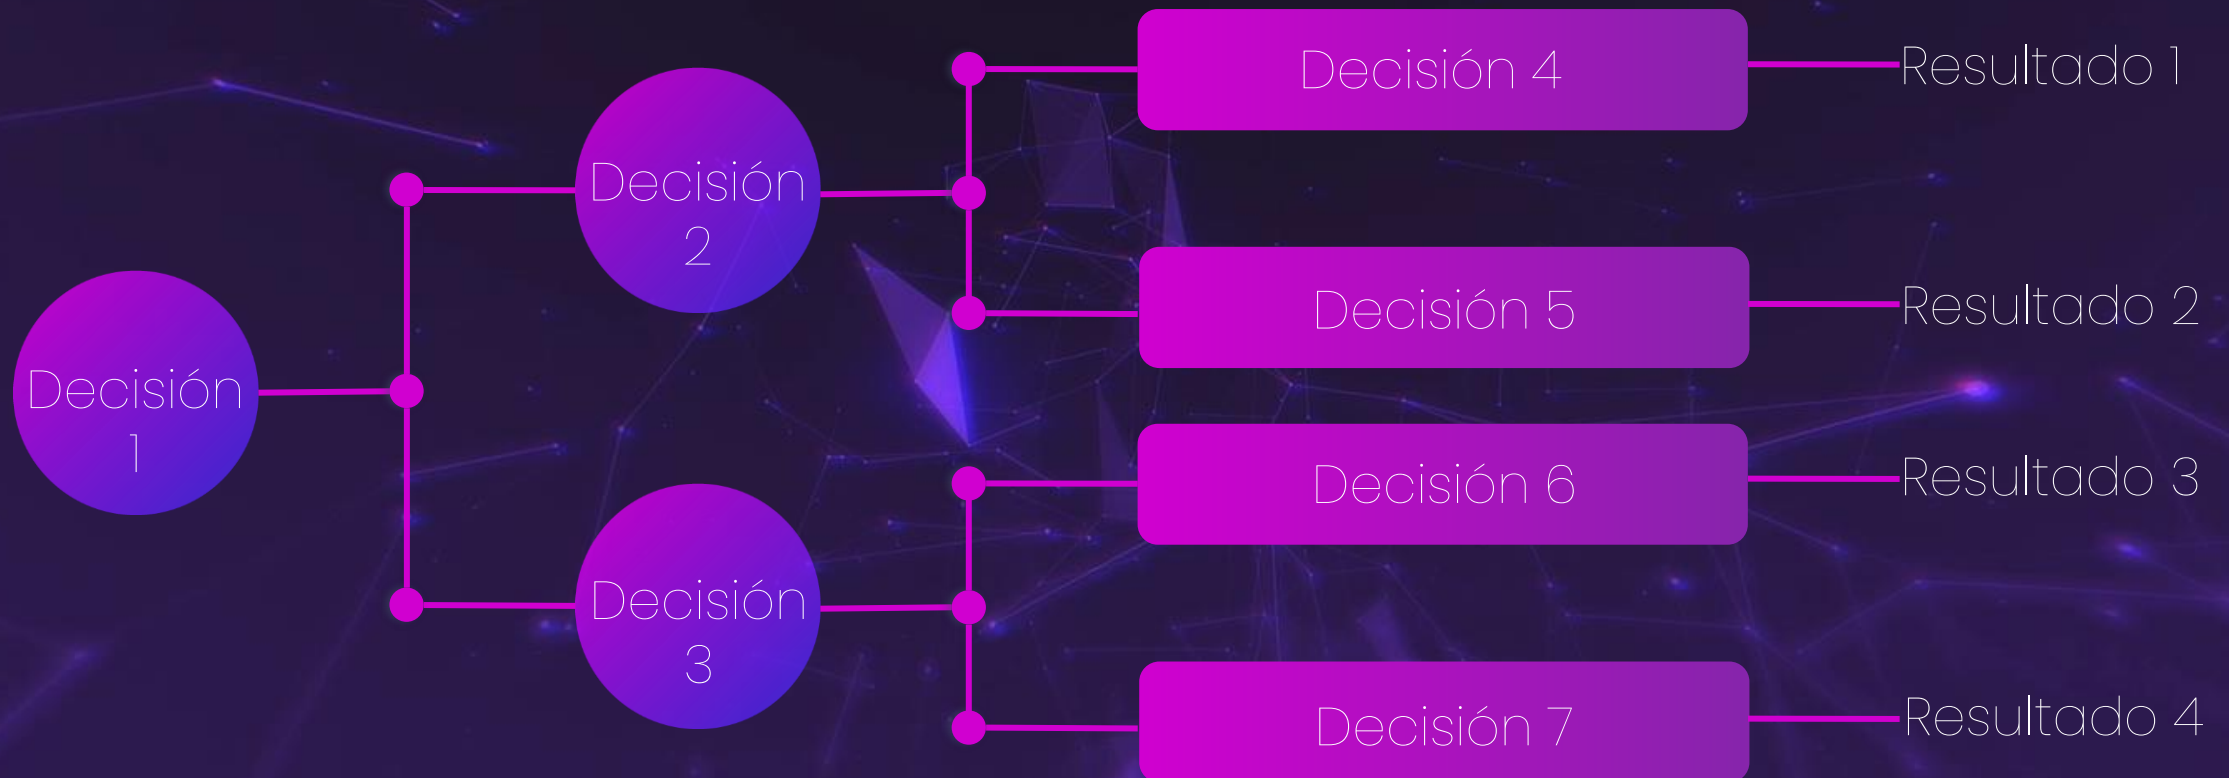 Decisión
1
Decisión
2
Decisión
3
Decisión 4
Decisión 5
Decisión 6
Decisión 7
Resultado 1
Resultado 2
Resultado 3
Resultado 4